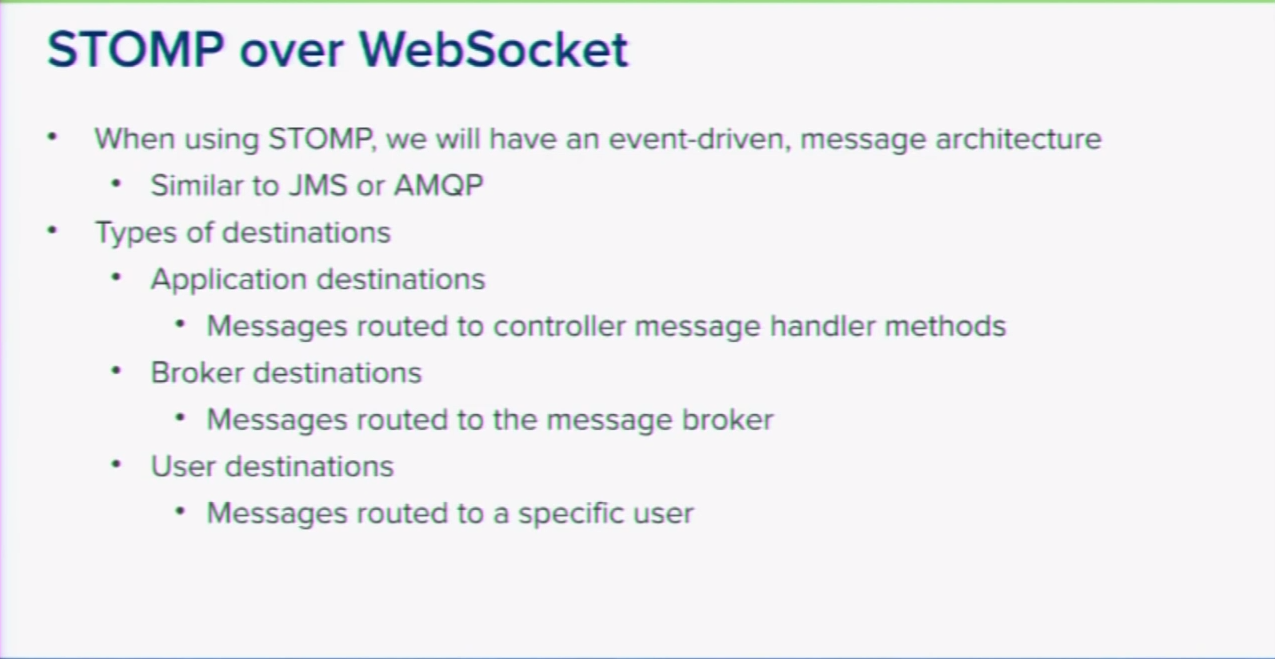 STOMP over WebSocket
• When using STOMP, we will have an event-driven, message architecture
• Similar to JMS or AMQP
• Types of destinations
• Application destinations
• Messages routed to controller message handler methods
• Broker destinations
• Messages routed to the message broker
• User destinations
• Messages routed to a specific user